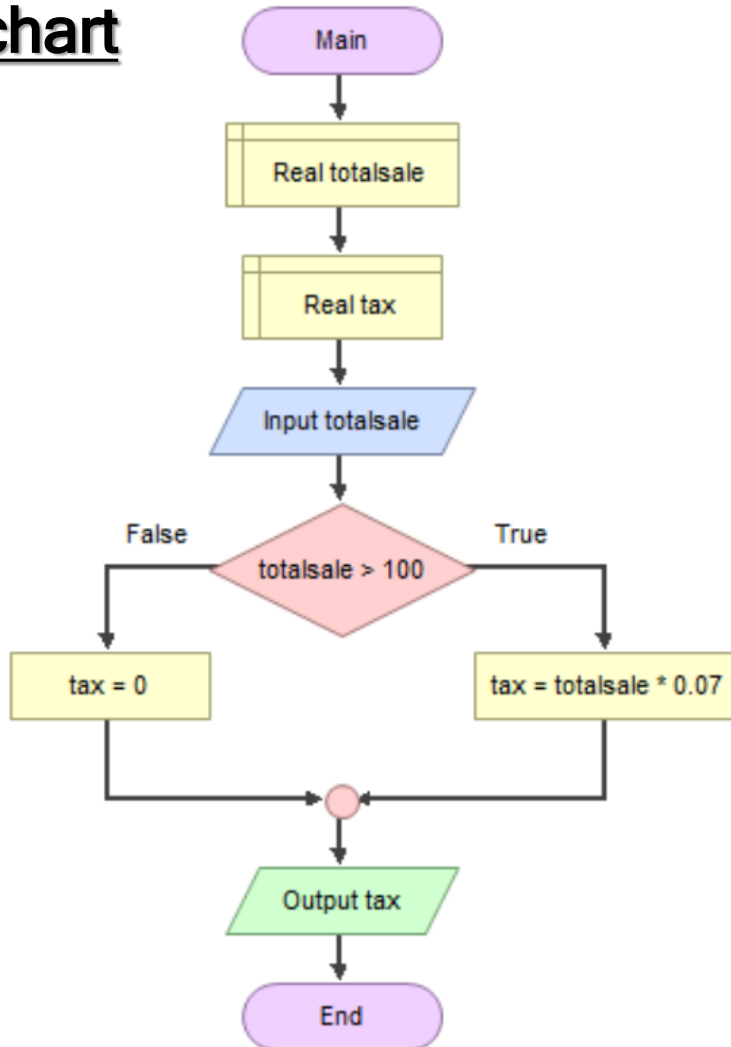 chart
Main
Real totalsale
Real tax
Input totalsale
False
True
totalsale > 100
tax = 0
tax = totalsale * 0.07
Output tax
End